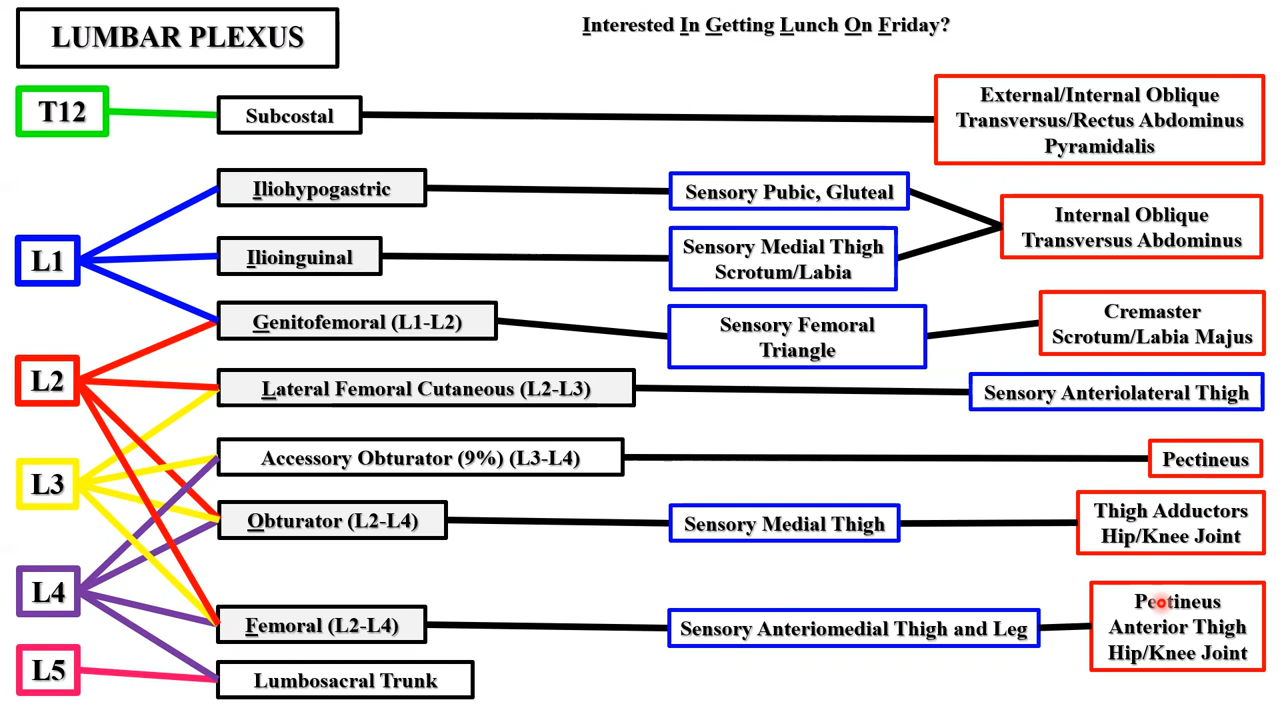 LUMBAR PLEXUS
Interested In Getting Lunch On Friday?
T12
Subcostal
External/Internal Oblique
Transversus/Rectus Abdominus
Pyramidalis
L1
Iliohypogastric
Sensory Pubic, Gluteal
Internal Oblique
Transversus Abdominus
Ilioinguinal
Sensory Medial Thigh
Scrotum/Labia
Genitofemoral (L1-L2)
Sensory Femoral
Triangle
Cremaster
Scrotum/Labia Majus
L2
Lateral Femoral Cutaneous (L2-L3)
Sensory Anteriolateral Thigh
L3
Accessory Obturator (9%) (L3-L4)
Pectineus
Obturator (L2-L4)
Sensory Medial Thigh
Thigh Adductors
Hip/Knee Joint
L4
Femoral (L2-L4)
Sensory Anteriomedial Thigh and Leg
Pectineus
Anterior Thigh
Hip/Knee Joint
L5
Lumbosacral Trunk